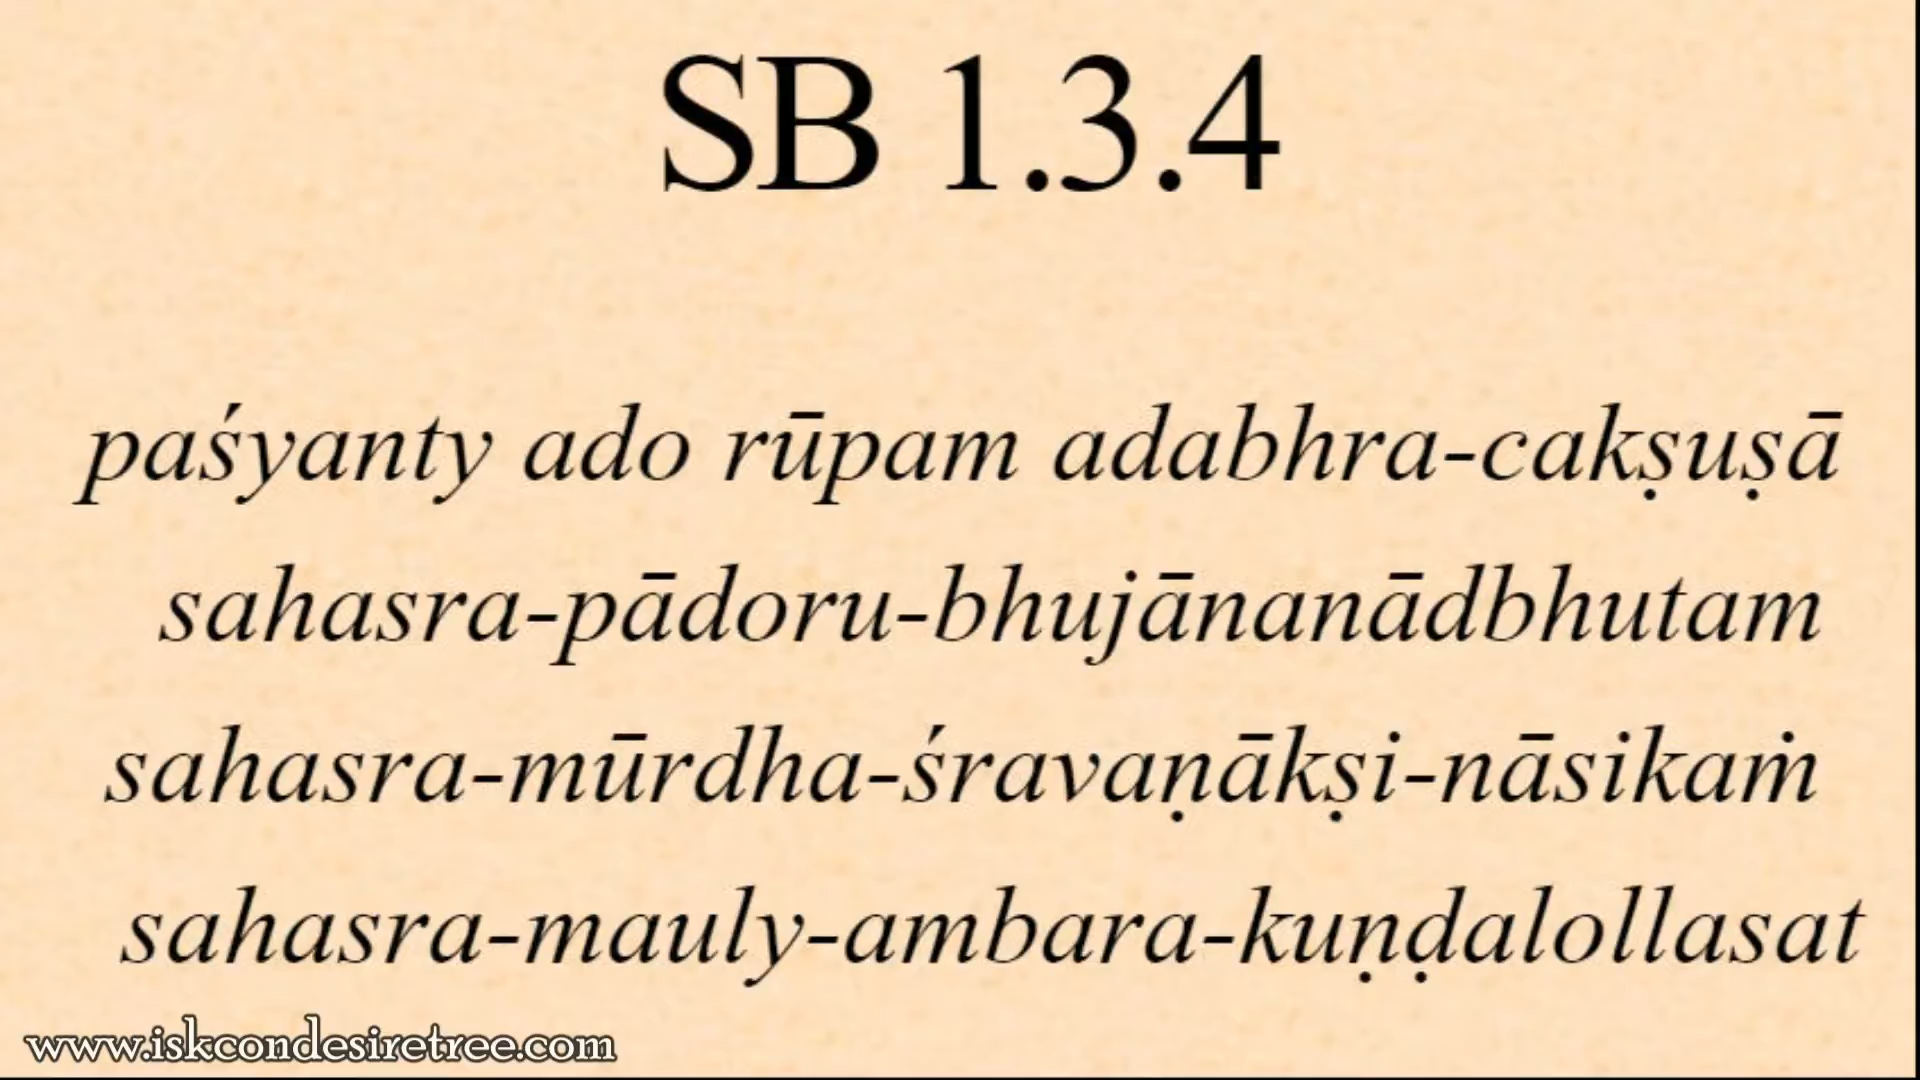 SB 1.3.4
paśyanty ado rūpam adabhra-cakṣuṣā
sahasra-pādoru-bhujānanādbhutam
sahasra-mūrdha-śravaṇākṣi-nāsikaṁ
sahasra-mauly-ambara-kuṇḍalollasat
www.iskcondesiretree.com